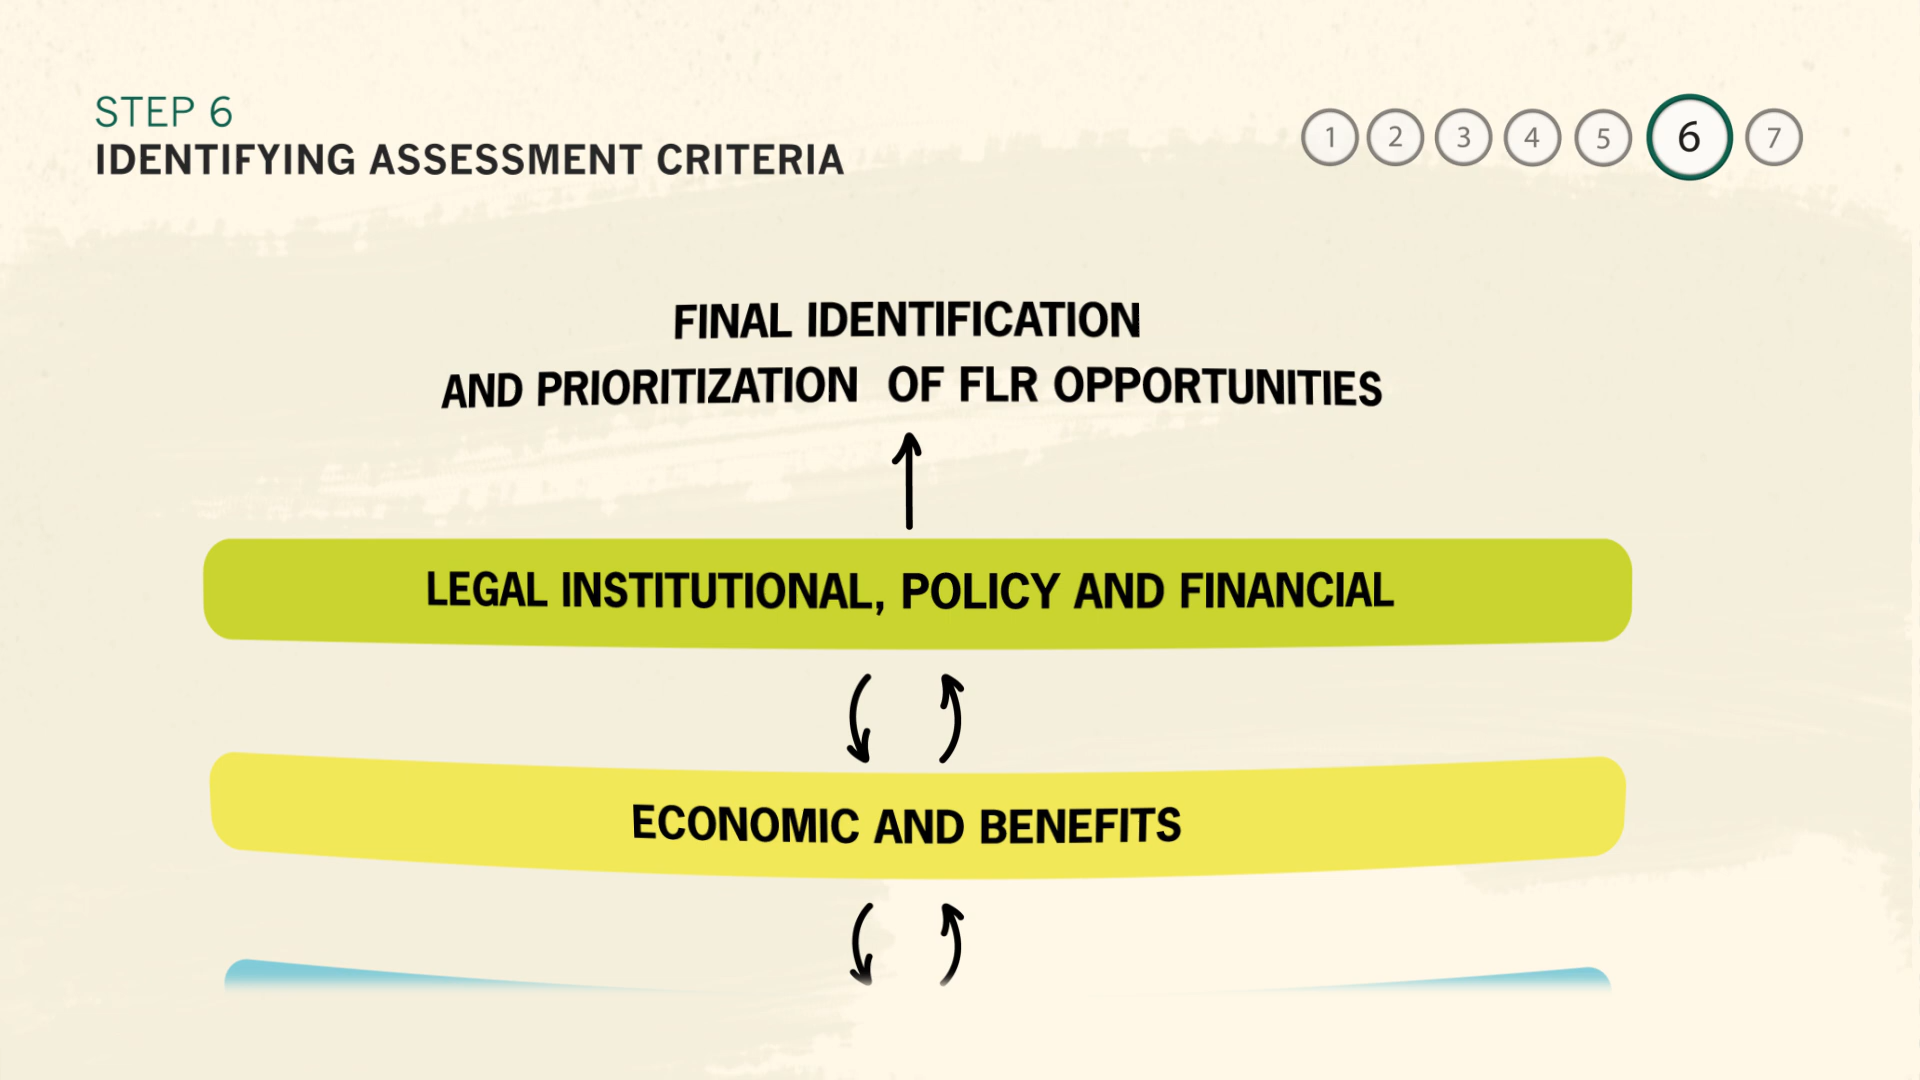 STEP 6
IDENTIFYING ASSESSMENT CRITERIA
1 2 3 4 5 6 7
FINAL IDENTIFICATION
AND PRIORITIZATION OF FLR OPPORTUNITIES
LEGAL INSTITUTIONAL, POLICY AND FINANCIAL
ECONOMIC AND BENEFITS